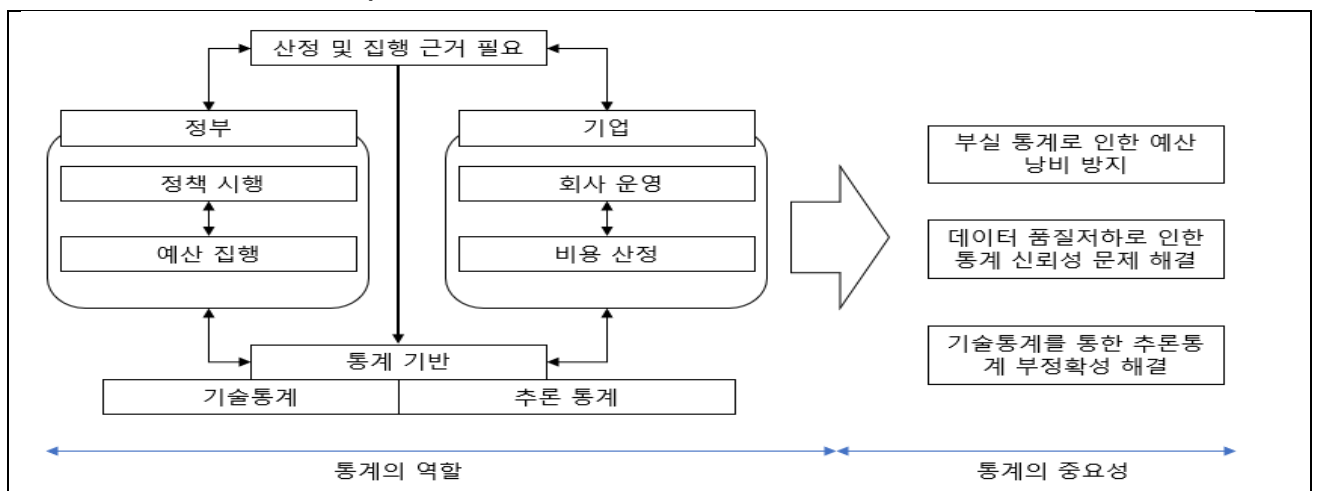 산정 및 집행 근거 필요
정부
정책 시행
예산 집행
기업
회사 운영
비용 산정
통계 기반
기술통계
추론 통계
부실 통계로 인한 예산
낭비 방지
데이터 품질저하로 인한
통계 신뢰성 문제 해결
기술통계를 통한 추론통
계 부정확성 해결
통계의 역할
통계의 중요성